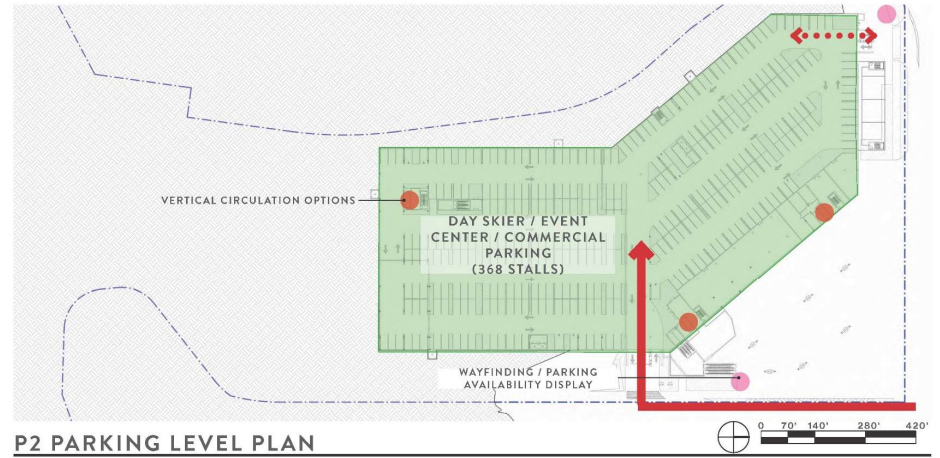 VERTICAL CIRCULATION OPTIONS
DAY SKIER / EVENT
CENTER / COMMERCIAL
PARKING
(368 STALLS)
WAYFINDING / PARKING
AVAILABILITY DISPLAY
P2 PARKING LEVEL PLAN
0 70' 140' 280' 420'